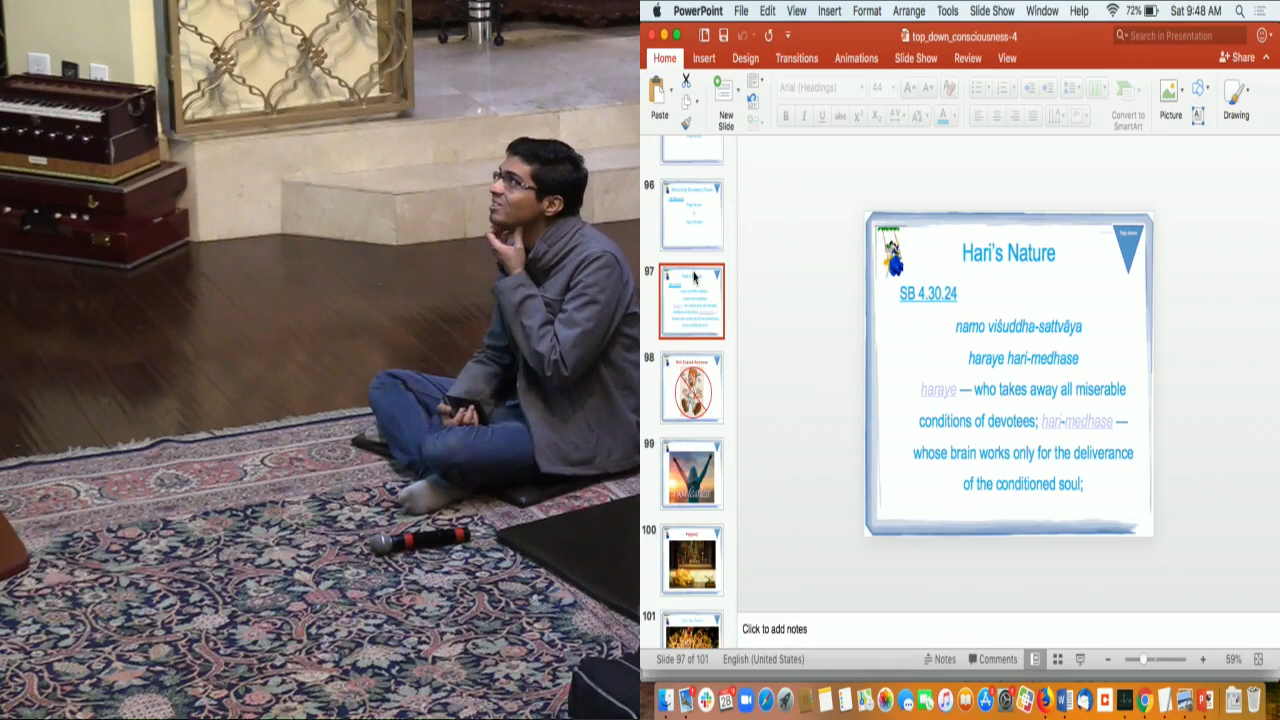 PowerPoint File Edit View Insert Format Arrange Tools Slide Show Window Help 72% Sat 9:48 AM
top_down_consciousness-4
Search in Presentation
Home Insert Design Transitions Animations Slide Show Review View Share
Paste
New Slide
Arial (Headings) 44
Convert to SmartArt
Picture
Drawing
96
97
98
99
100
101
Hari's Nature
SB 4.30.24
namo viśuddha-sattvāya
haraye hari-medhase
haraye — who takes away all miserable
conditions of devotees; hari-medhase —
whose brain works only for the deliverance
of the conditioned soul;
Click to add notes
Slide 97 of 101 English (United States) Notes Comments 59%